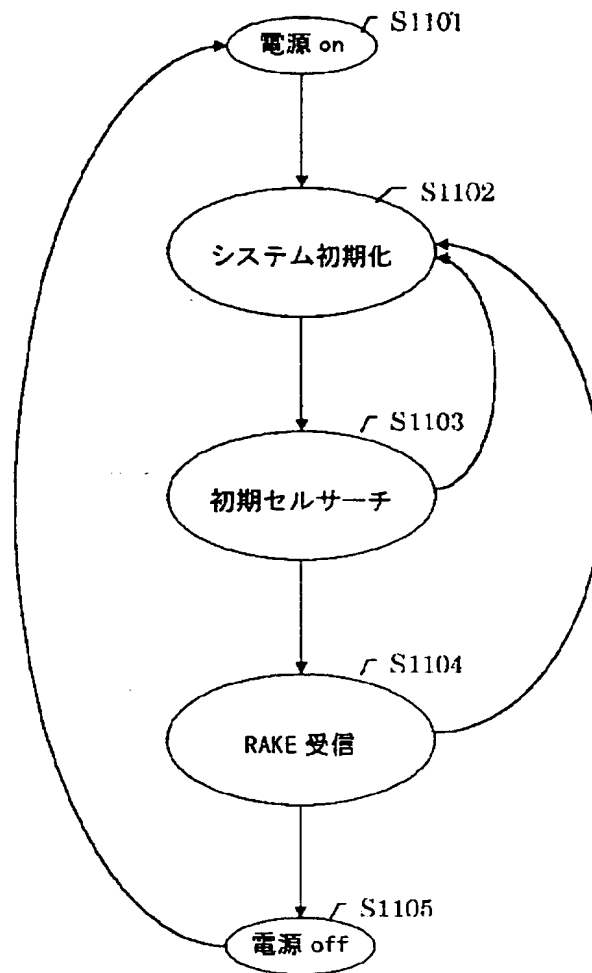 S1101
電源 on
S1102
システム初期化
S1103
初期セルサーチ
S1104
RAKE 受信
S1105
電源 off